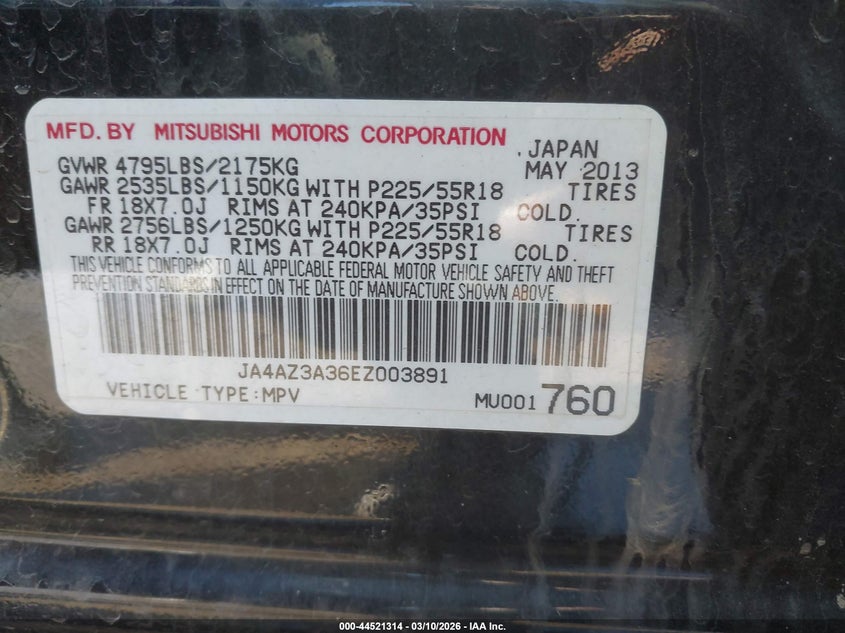 MFD. BY MITSUBISHI MOTORS CORPORATION
. JAPAN
GVWR 4795LBS/2175KG MAY 2013
GAWR 2535LBS/1150KG WITH P225/55R18 TIRES
FR 18X7.0J RIMS AT 240KPA/35PSI COLD.
GAWR 2756LBS/1250KG WITH P225/55R18 TIRES
RR 18X7.0J RIMS AT 240KPA/35PSI COLD.
THIS VEHICLE CONFORMS TO ALL APPLICABLE FEDERAL MOTOR VEHICLE SAFETY AND THEFT
PREVENTION STANDARDS IN EFFECT ON THE DATE OF MANUFACTURE SHOWN ABOVE.
JA4AZ3A36EZ003891
VEHICLE TYPE:MPV MU001 760
000-44521314 - 03/10/2026 - IAA Inc.